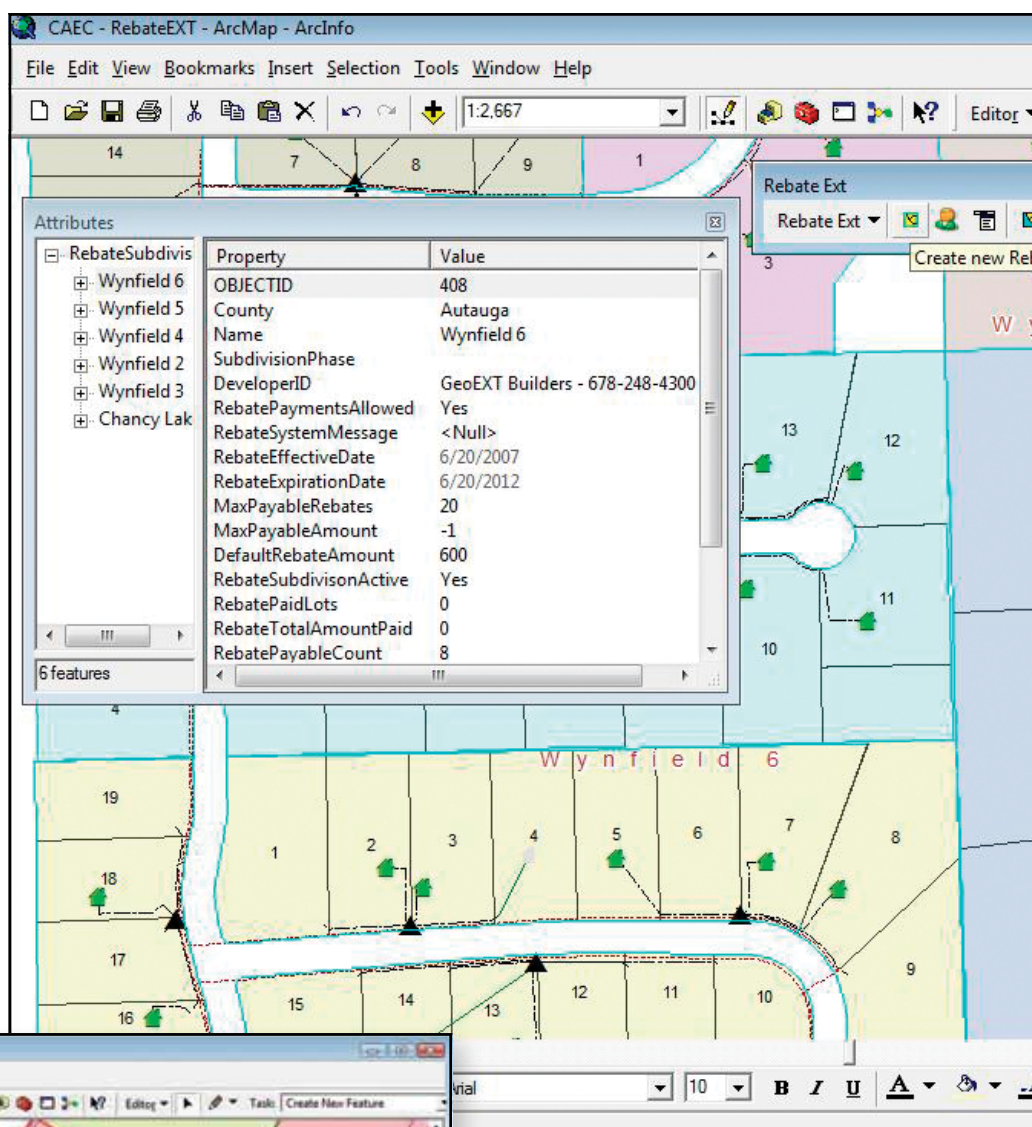 CAEC - RebateEXT - ArcMap - ArcInfo
File Edit View Bookmarks Insert Selection Tools Window Help
1:2,667
Editor
14
7
8
9
1
Rebate Ext
Rebate Ext
Create new Reb
3
W y
Attributes
RebateSubdivis
Wynfield 6
Wynfield 5
Wynfield 4
Wynfield 2
Wynfield 3
Chancy Lak
6 features
Property Value
OBJECTID 408
County Autauga
Name Wynfield 6
SubdivisionPhase
DeveloperID GeoEXT Builders - 678-248-4300
RebatePaymentsAllowed Yes
RebateSystemMessage <Null>
RebateEffectiveDate 6/20/2007
RebateExpirationDate 6/20/2012
MaxPayableRebates 20
MaxPayableAmount -1
DefaultRebateAmount 600
RebateSubdivisonActive Yes
RebatePaidLots 0
RebateTotalAmountPaid 0
RebatePayableCount 8
13
12
11
10
4
Wynfield 6
19
1
2
3
4
5
6
7
8
18
17
9
16
15
14
13
12
11
10
Arial
10
B I U A
Editor Task: Create New Feature